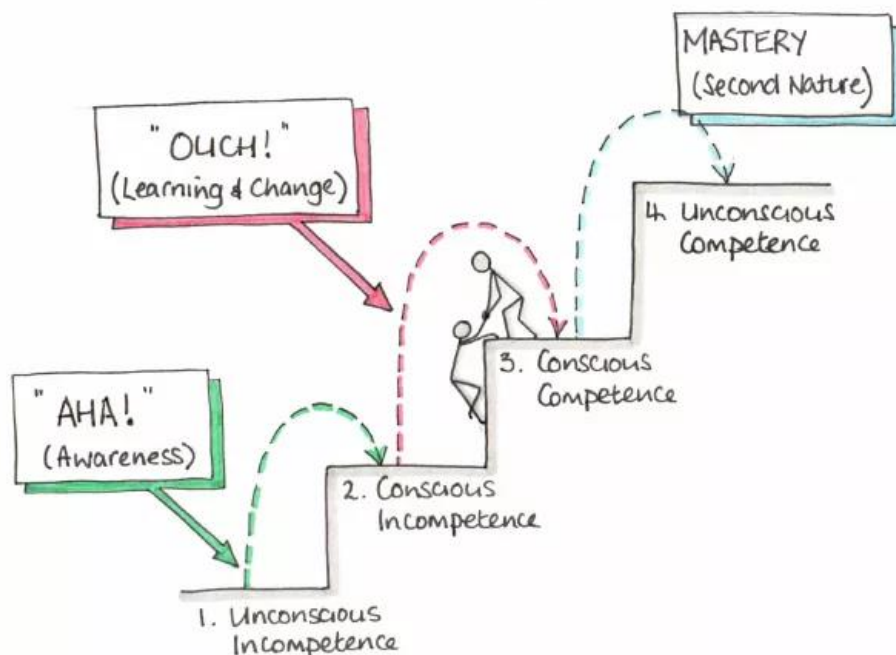 MASTERY
(Second Nature)
"OUCH!"
(Learning & Change)
4. Unconscious
Competence
3. Conscious
Competence
"AHA!"
(Awareness)
2. Conscious
Incompetence
1. Unconscious
Incompetence